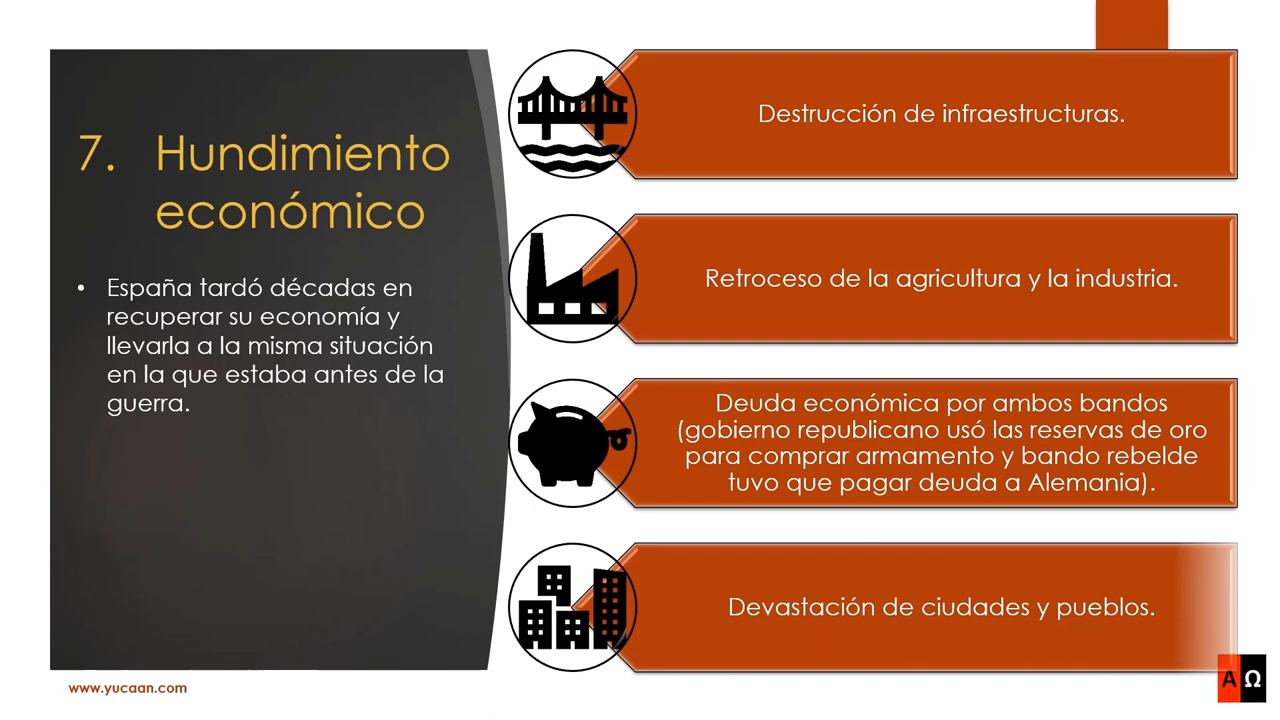 7. Hundimiento
económico
• España tardó décadas en
recuperar su economía y
llevarla a la misma situación
en la que estaba antes de la
guerra.
Destrucción de infraestructuras.
Retroceso de la agricultura y la industria.
Deuda económica por ambos bandos
(gobierno republicano usó las reservas de oro
para comprar armamento y bando rebelde
tuvo que pagar deuda a Alemania).
Devastación de ciudades y pueblos.
www.yucaan.com
A Ω